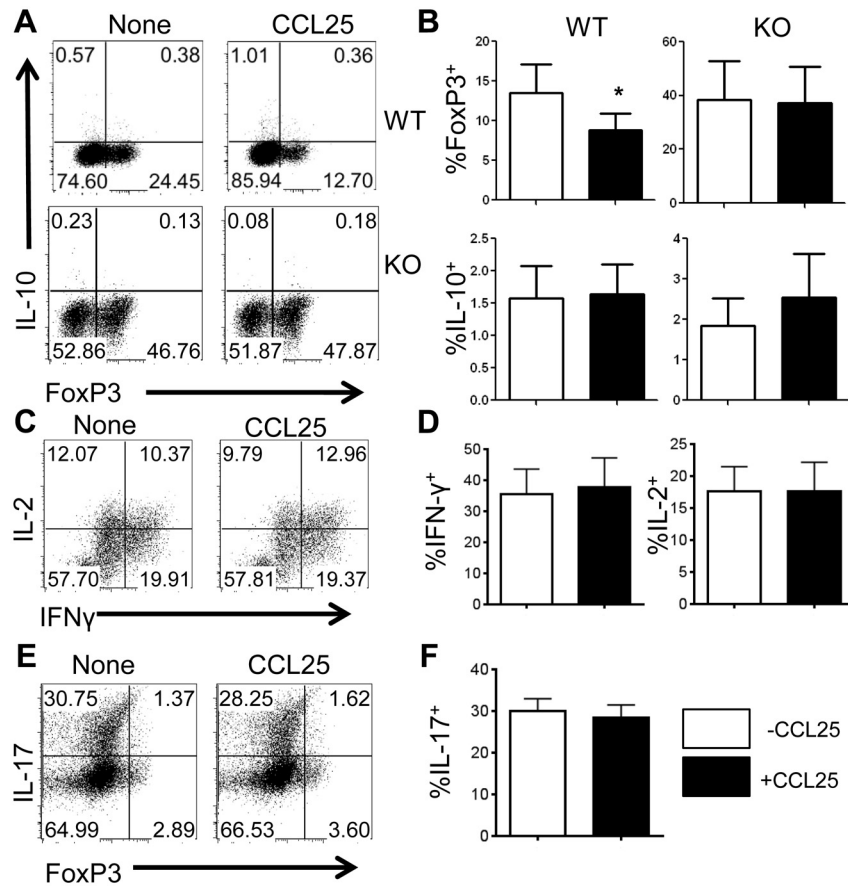 A
None
CCL25
0.57 0.38
1.01 0.36
WT
74.60 24.45
85.94 12.70
0.23 0.13
0.08 0.18
KO
52.86 46.76
51.87 47.87
IL-10
FoxP3
B
WT
KO
%FoxP3+
20
15
10
5
0
*
60
40
20
0
%IL-10+
2.5
2.0
1.5
1.0
0.5
0.0
4
3
2
1
0
C
None
CCL25
12.07 10.37
9.79 12.96
IL-2
57.70 19.91
57.81 19.37
IFNγ
D
%IFN-γ+
50
40
30
20
10
0
%IL-2+
25
20
15
10
5
0
E
None
CCL25
30.75 1.37
28.25 1.62
IL-17
64.99 2.89
66.53 3.60
FoxP3
F
%IL-17+
40
30
20
10
0
-CCL25
+CCL25